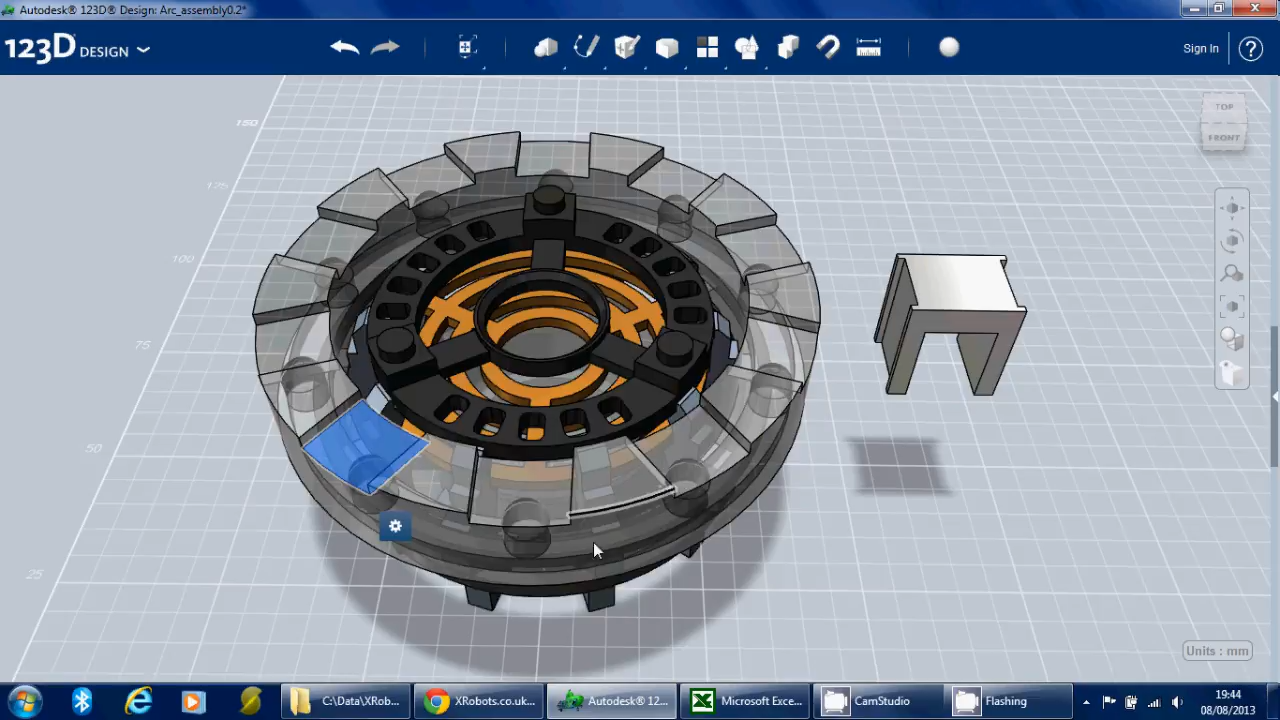 Autodesk® 123D® Design: Arc_assembly0.2*
123D DESIGN
Sign In
?
TOP
FRONT
150
125
100
75
50
25
Units : mm
C:\Data\XRob...
XRobots.co.uk...
Autodesk® 12...
Microsoft Exce...
CamStudio
Flashing
19:44
08/08/2013